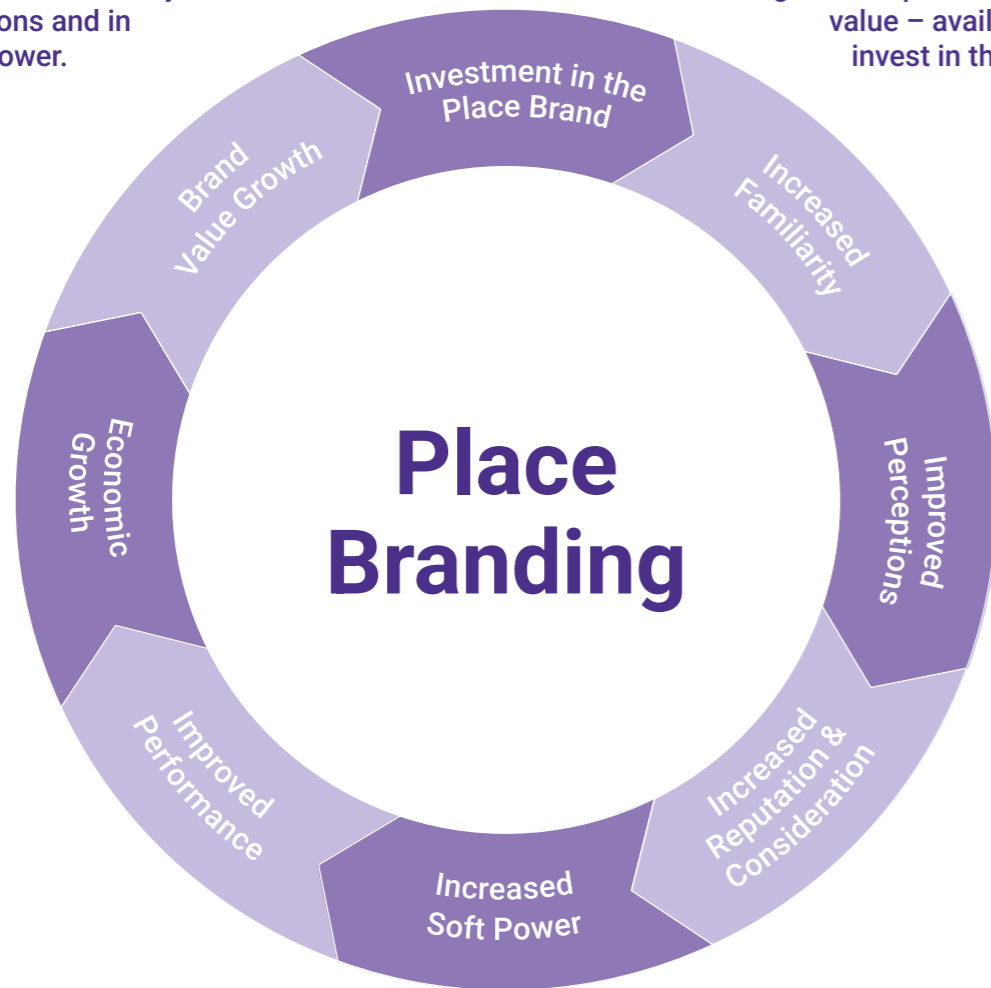 ons and in
ower.
value – avail
invest in th
Investment in the
Place Brand
Increased
Familiarity
Improved
Perceptions
Increased
Reputation &
Consideration
Increased
Soft Power
Improved
Performance
Economic
Growth
Brand
Value Growth
Place
Branding